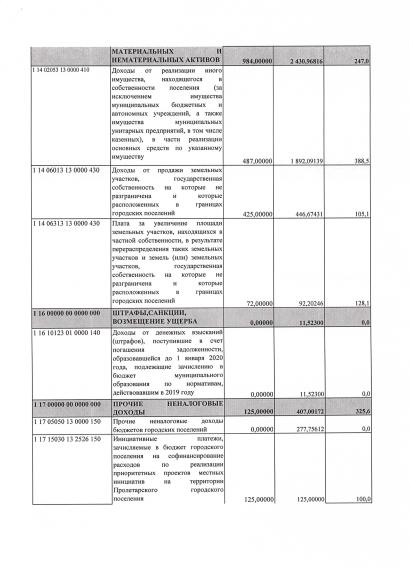 МАТЕРИАЛЬНЫХ И
НЕМАТЕРИАЛЬНЫХ АКТИВОВ 984,00000 2 430,96816 247,0
1 14 02053 13 0000 410 Доходы от реализации иного
имущества, находящегося в
собственности поселения (за
исключением имущества
муниципальных бюджетных и
автономных учреждений, а также
имущества муниципальных
унитарных предприятий, в том числе
казенных), в части реализации
основных средств по указанному
имуществу 487,00000 1 892,09139 388,5
1 14 06013 13 0000 430 Доходы от продажи земельных
участков, государственная
собственность на которые не
разграничена и которые
расположенных в границах
городских поселений 425,00000 446,67431 105,1
1 14 06313 13 0000 430 Плата за увеличение площади
земельных участков, находящихся в
частной собственности, в результате
перераспределения таких земельных
участков и земель (или) земельных
участков, государственная
собственность на которые не
разграничена и которые
расположенных в границах
городских поселений 72,00000 92,20246 128,1
1 16 00000 00 0000 000 ШТРАФЫ,САНКЦИИ,
ВОЗМЕЩЕНИЕ УЩЕРБА 0,00000 11,52300 0,0
1 16 10123 01 0000 140 Доходы от денежных взысканий
(штрафов), поступившие в счет
погашения задолженности,
образовавшейся до 1 января 2020
года, подлежащие зачислению в
бюджет муниципального
образования по нормативам,
действовавшим в 2019 году 0,00000 11,52300 0,0
1 17 00000 00 0000 000 ПРОЧИЕ НЕНАЛОГОВЫЕ
ДОХОДЫ 125,00000 407,00172 325,6
1 17 05050 13 0000 150 Прочие неналоговые доходы
бюджетов городских поселений 0,00000 277,75612 0,0
1 17 15030 13 2526 150 Инициативные платежи,
зачисляемые в бюджет городского
поселения на софинансирование
расходов по реализации
приоритетных проектов местных
инициатив на территории
Пролетарского городского
поселения 125,00000 125,00000 100,0